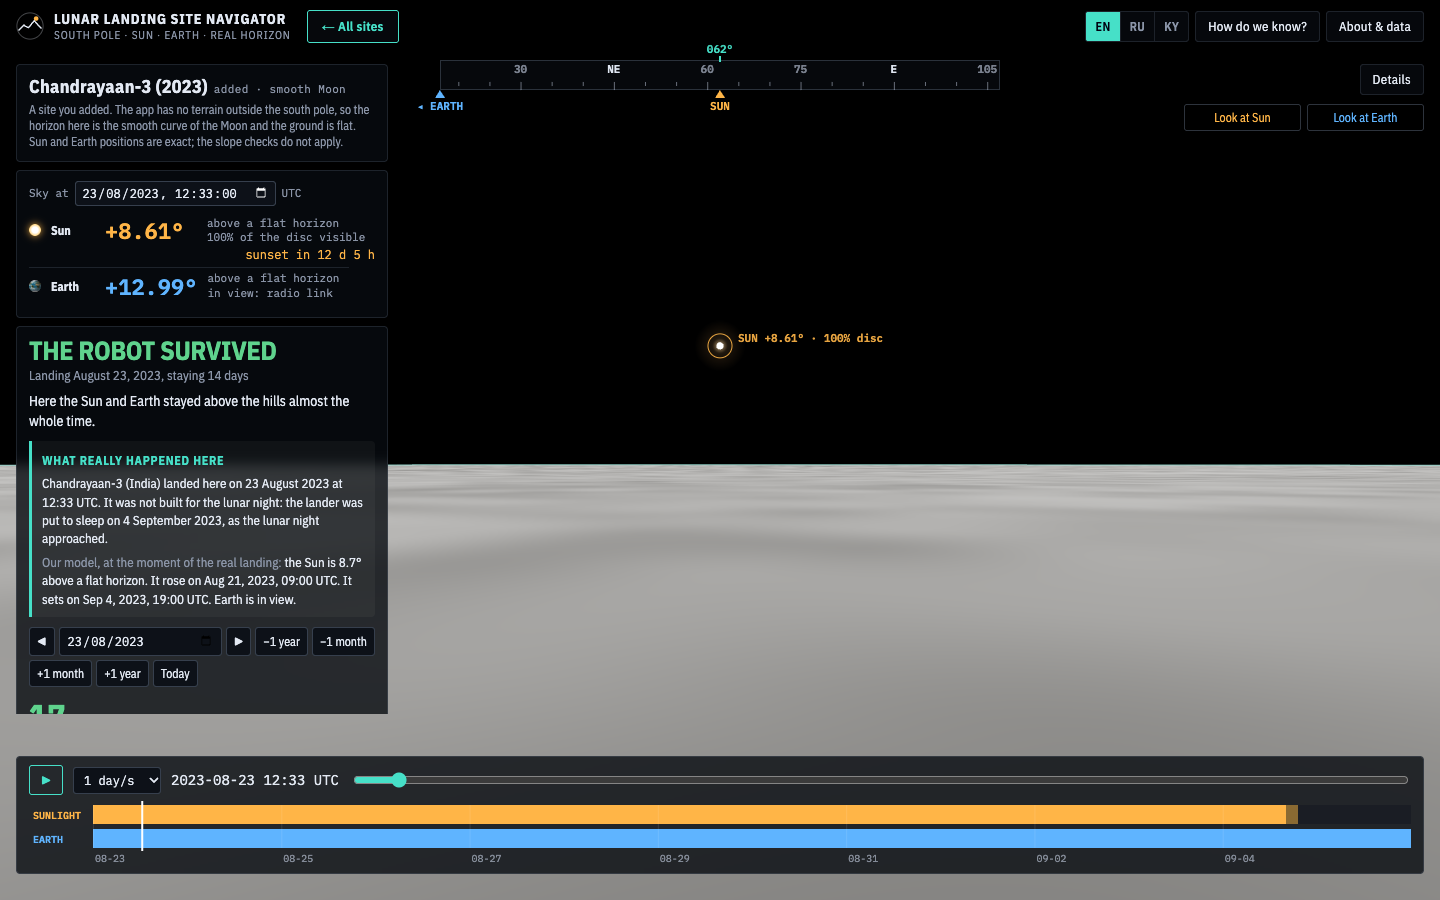 LUNAR LANDING SITE NAVIGATOR
SOUTH POLE · SUN · EARTH · REAL HORIZON
← All sites
EN RU KY
How do we know?
About & data
062°
30 NE 60 75 E 105
◂ EARTH
SUN
Details
Look at Sun
Look at Earth
Chandrayaan-3 (2023) added · smooth Moon
A site you added. The app has no terrain outside the south pole, so the
horizon here is the smooth curve of the Moon and the ground is flat.
Sun and Earth positions are exact; the slope checks do not apply.
Sky at 23/08/2023, 12:33:00 UTC
Sun +8.61° above a flat horizon
100% of the disc visible
sunset in 12 d 5 h
Earth +12.99° above a flat horizon
in view: radio link
SUN +8.61° · 100% disc
THE ROBOT SURVIVED
Landing August 23, 2023, staying 14 days
Here the Sun and Earth stayed above the hills almost the
whole time.
WHAT REALLY HAPPENED HERE
Chandrayaan-3 (India) landed here on 23 August 2023 at
12:33 UTC. It was not built for the lunar night: the lander was
put to sleep on 4 September 2023, as the lunar night
approached.
Our model, at the moment of the real landing: the Sun is 8.7°
above a flat horizon. It rose on Aug 21, 2023, 09:00 UTC. It
sets on Sep 4, 2023, 19:00 UTC. Earth is in view.
◄ 23/08/2023 ► −1 year −1 month
+1 month +1 year Today
1 day/s 2023-08-23 12:33 UTC
SUNLIGHT
EARTH
08-23 08-25 08-27 08-29 08-31 09-02 09-04